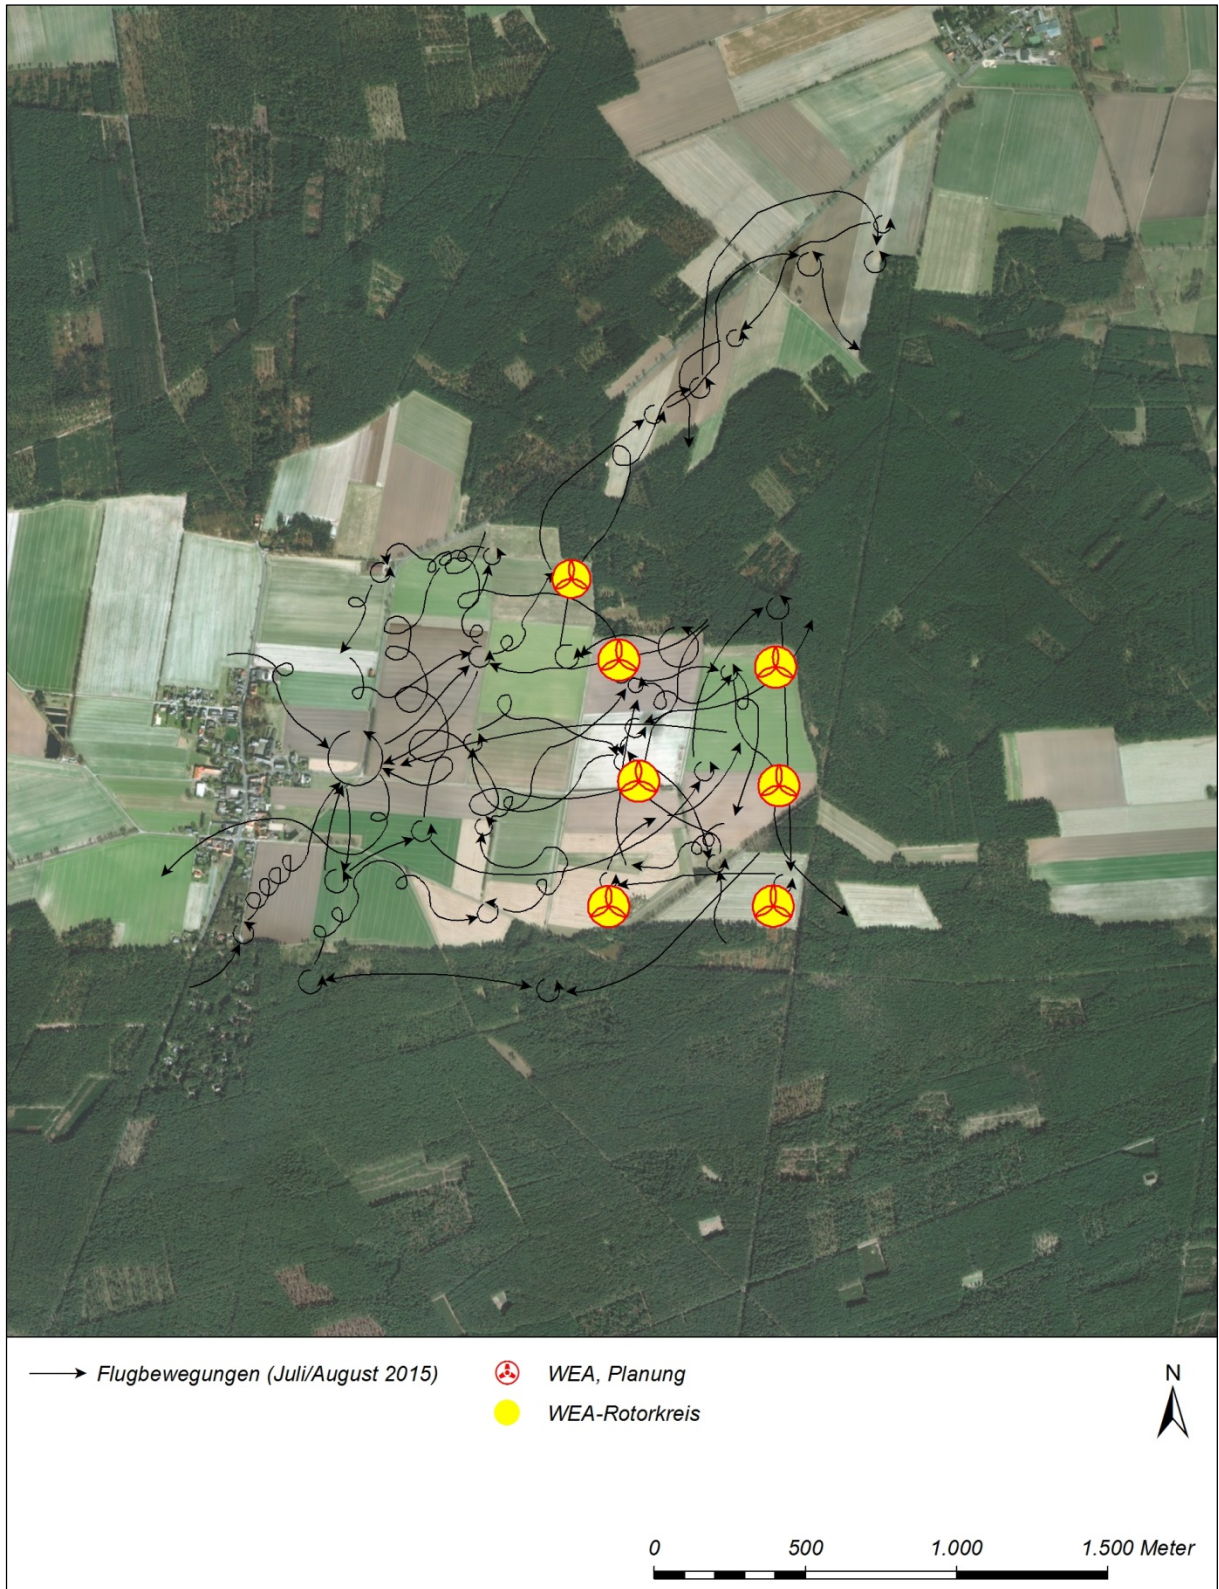 Flugbewegungen (Juli/August 2015)
WEA, Planung
WEA-Rotorkreis
N
0 500 1.000 1.500 Meter